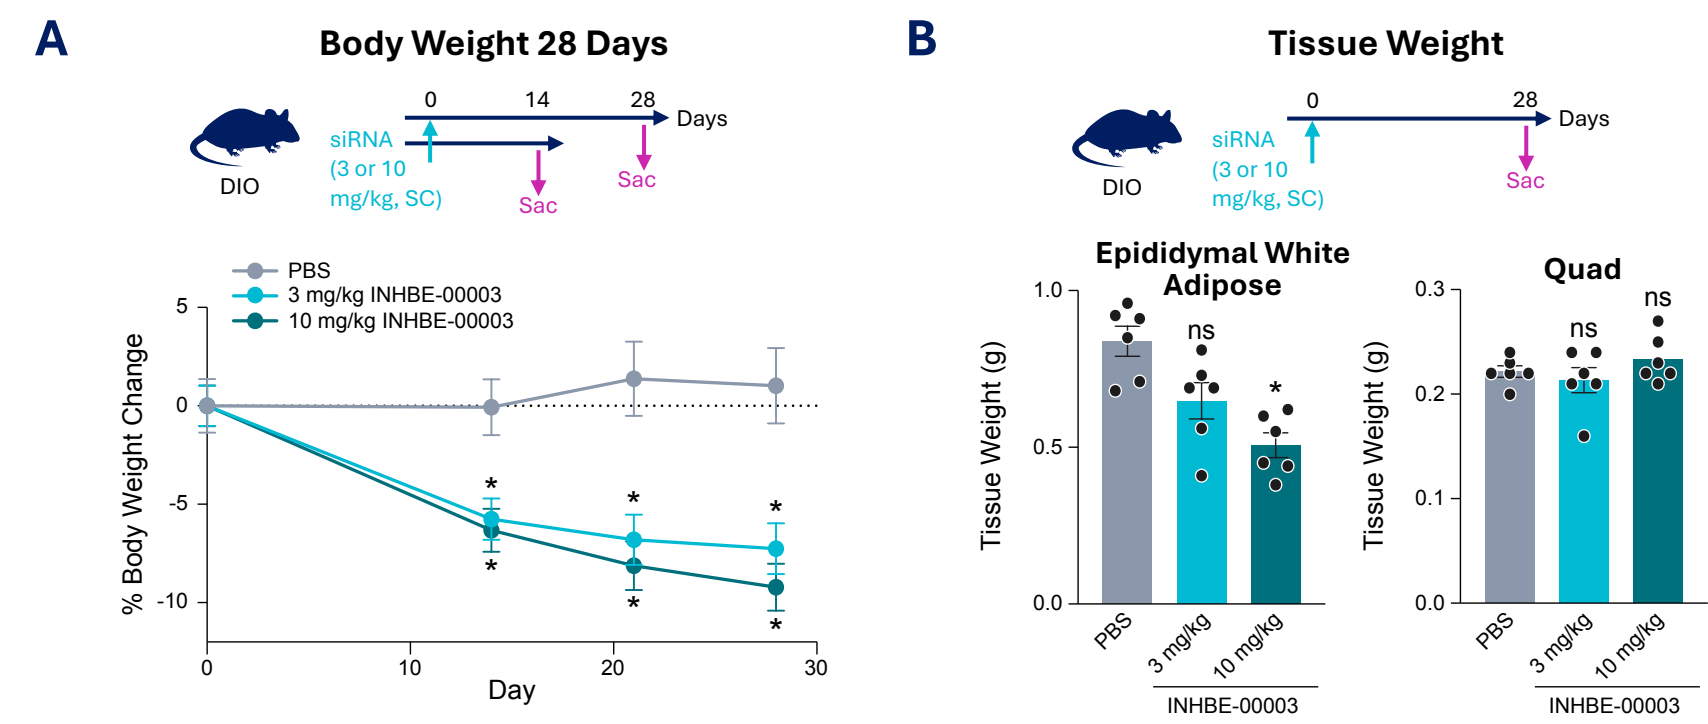 A
Body Weight 28 Days
0 14 28
Days
siRNA
(3 or 10
mg/kg, SC)
DIO
Sac
Sac
PBS
3 mg/kg INHBE-00003
10 mg/kg INHBE-00003
% Body Weight Change
5
0
-5
-10
* * *
* * *
0 10 20 30
Day
B
Tissue Weight
0 28
Days
siRNA
(3 or 10
mg/kg, SC)
DIO
Sac
Epididymal White
Adipose
Tissue Weight (g)
1.0
0.5
0.0
ns
*
PBS
3 mg/kg
10 mg/kg
INHBE-00003
Quad
Tissue Weight (g)
0.3
0.2
0.1
0.0
ns
ns
PBS
3 mg/kg
10 mg/kg
INHBE-00003